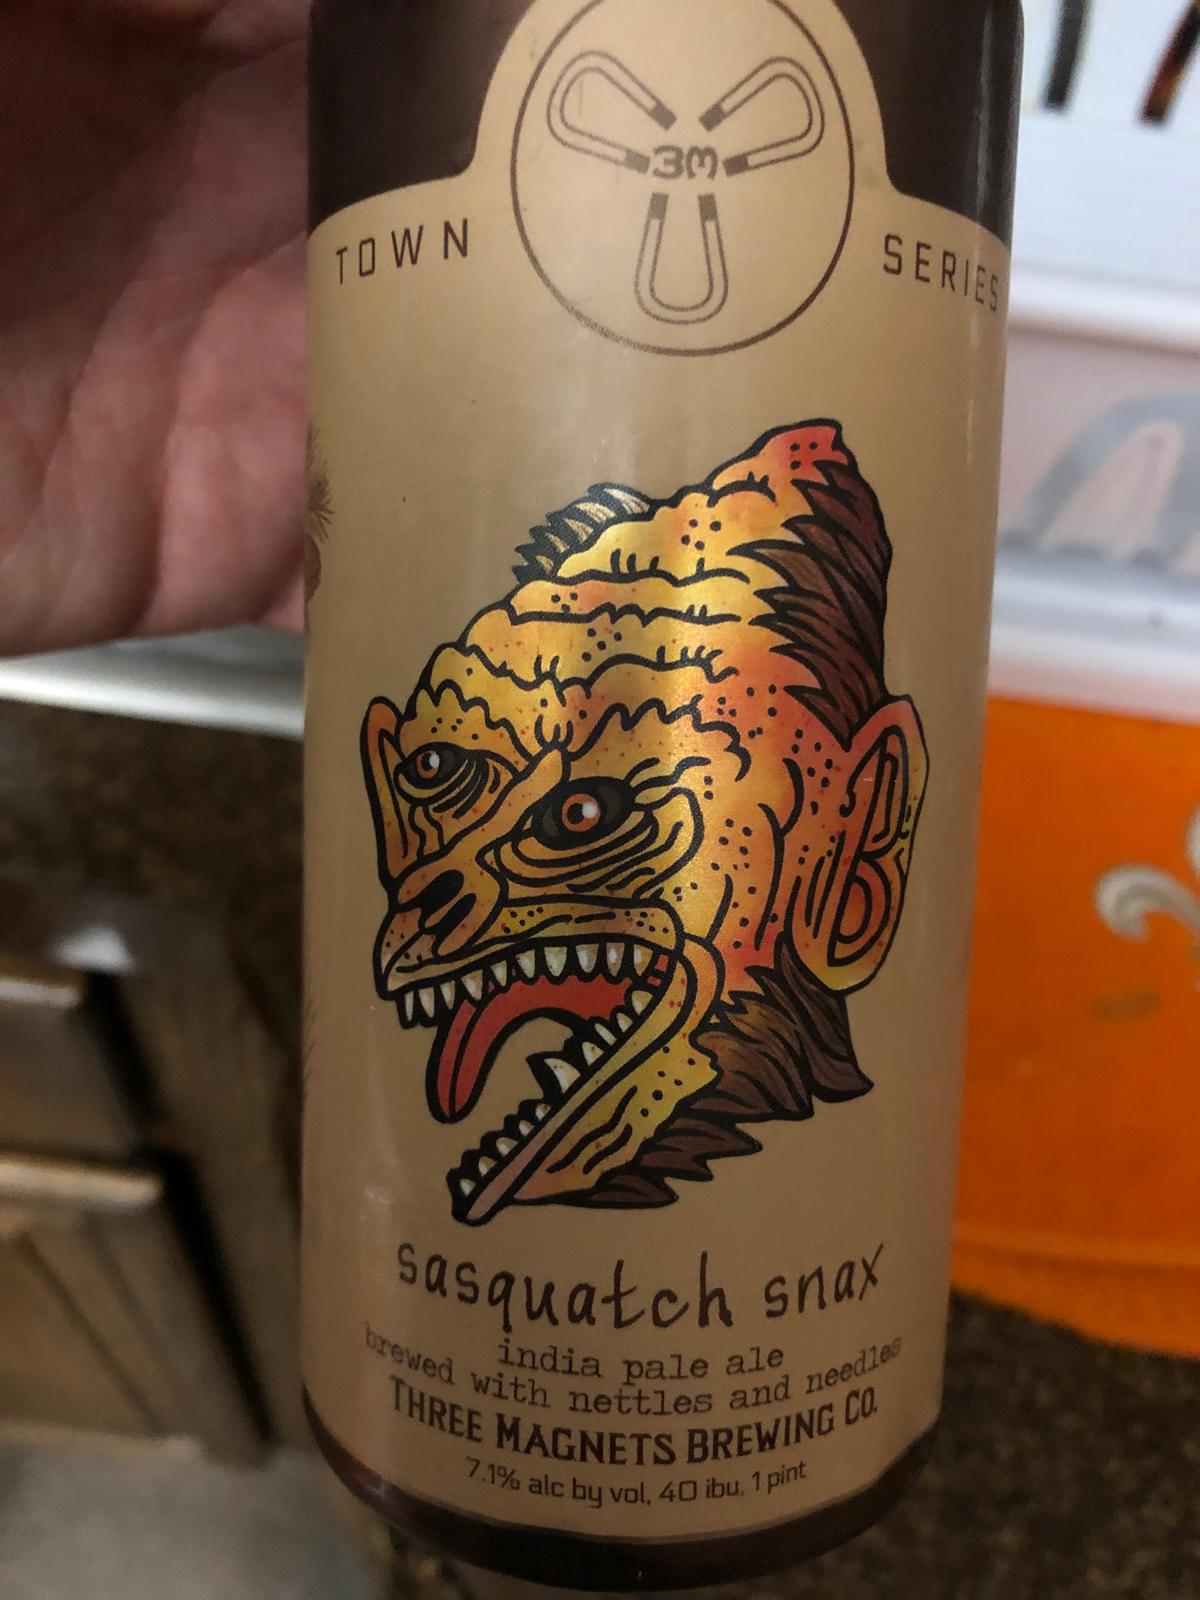 3M
TOWN SERIES
sasquatch snax
india pale ale
brewed with nettles and needles
THREE MAGNETS BREWING CO.
7.1% alc by vol, 40 ibu, 1 pint